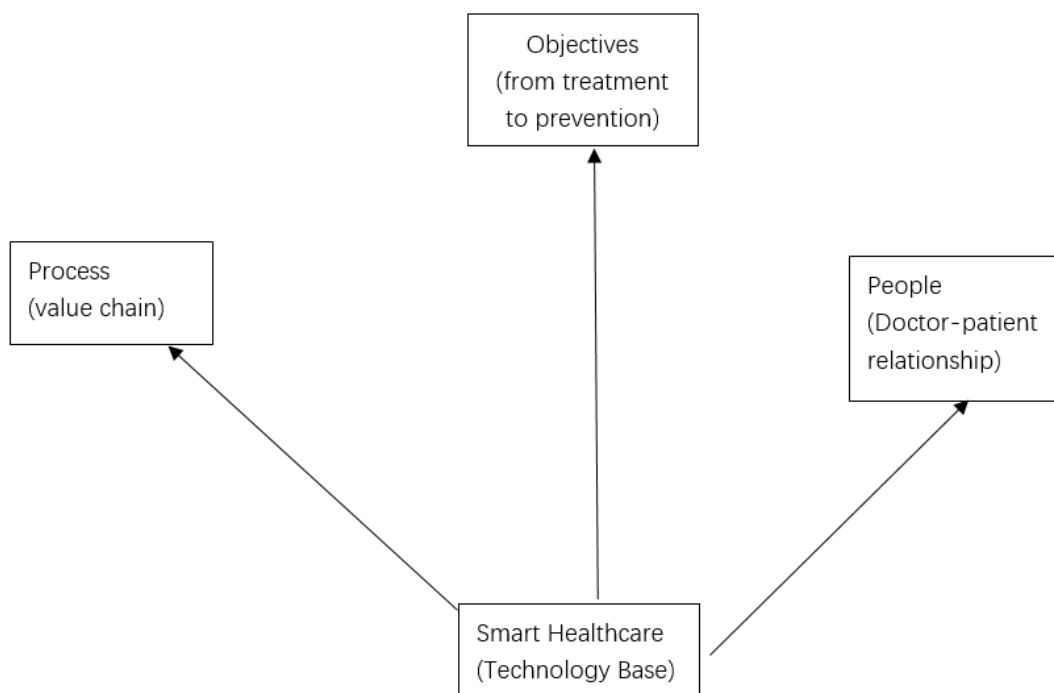 Objectives
(from treatment
to prevention)
Process
(value chain)
People
(Doctor-patient
relationship)
Smart Healthcare
(Technology Base)